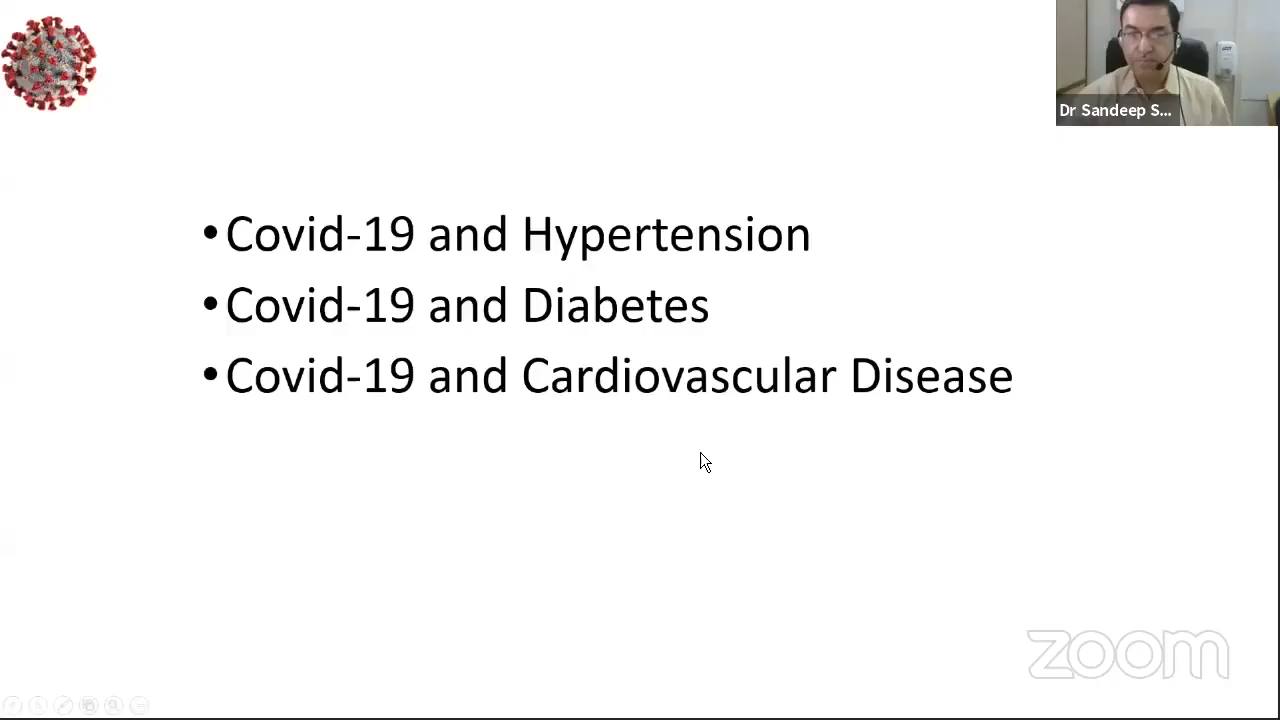 Dr Sandeep S...
• Covid-19 and Hypertension
• Covid-19 and Diabetes
• Covid-19 and Cardiovascular Disease
zoom